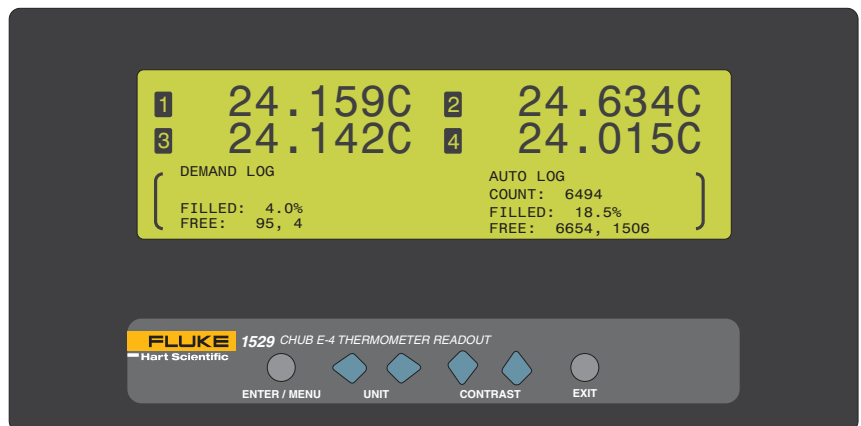 1 24.159C 2 24.634C
3 24.142C 4 24.015C
DEMAND LOG
FILLED: 4.0%
FREE: 95, 4
AUTO LOG
COUNT: 6494
FILLED: 18.5%
FREE: 6654, 1506
FLUKE
Hart Scientific
1529 CHUB E-4 THERMOMETER READOUT
ENTER / MENU UNIT CONTRAST EXIT